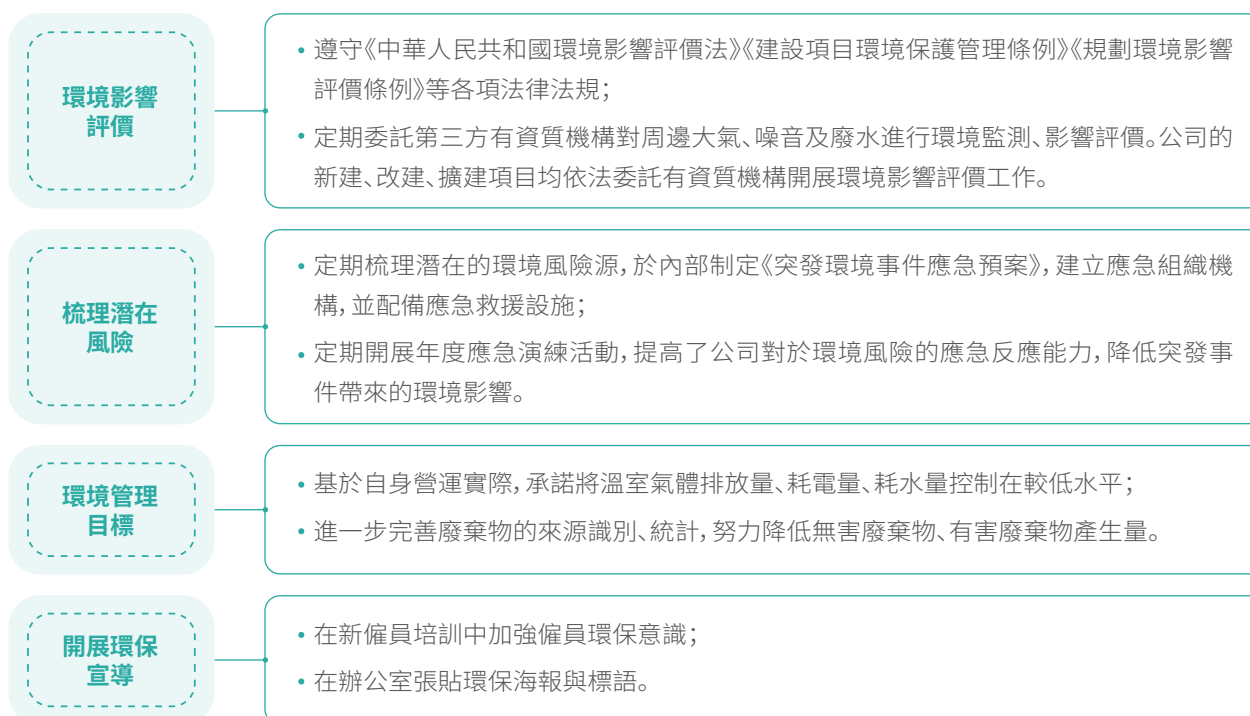 環境影響
評價
• 遵守《中華人民共和國環境影響評價法》《建設項目環境保護管理條例》《規劃環境影響
評價條例》等各項法律法規；
• 定期委託第三方有資質機構對周邊大氣、噪音及廢水進行環境監測、影響評價。公司的
新建、改建、擴建項目均依法委託有資質機構開展環境影響評價工作。
梳理潛在
風險
• 定期梳理潛在的環境風險源，於內部制定《突發環境事件應急預案》，建立應急組織機
構，並配備應急救援設施；
• 定期開展年度應急演練活動，提高了公司對於環境風險的應急反應能力，降低突發事
件帶來的環境影響。
環境管理
目標
• 基於自身營運實際，承諾將溫室氣體排放量、耗電量、耗水量控制在較低水平；
• 進一步完善廢棄物的來源識別、統計，努力降低無害廢棄物、有害廢棄物產生量。
開展環保
宣導
• 在新僱員培訓中加強僱員環保意識；
• 在辦公室張貼環保海報與標語。